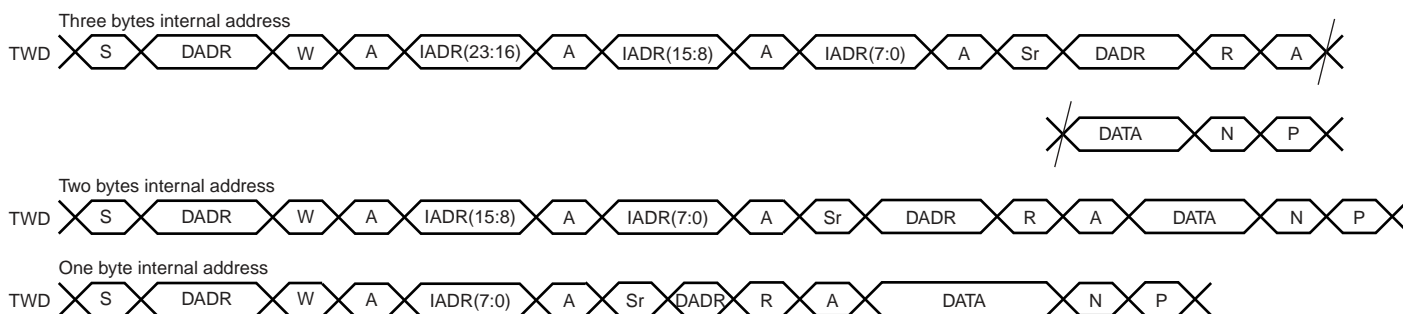 Three bytes internal address
TWD S DADR W A IADR(23:16) A IADR(15:8) A IADR(7:0) A Sr DADR R A
DATA N P
Two bytes internal address
TWD S DADR W A IADR(15:8) A IADR(7:0) A Sr DADR R A DATA N P
One byte internal address
TWD S DADR W A IADR(7:0) A Sr DADR R A DATA N P